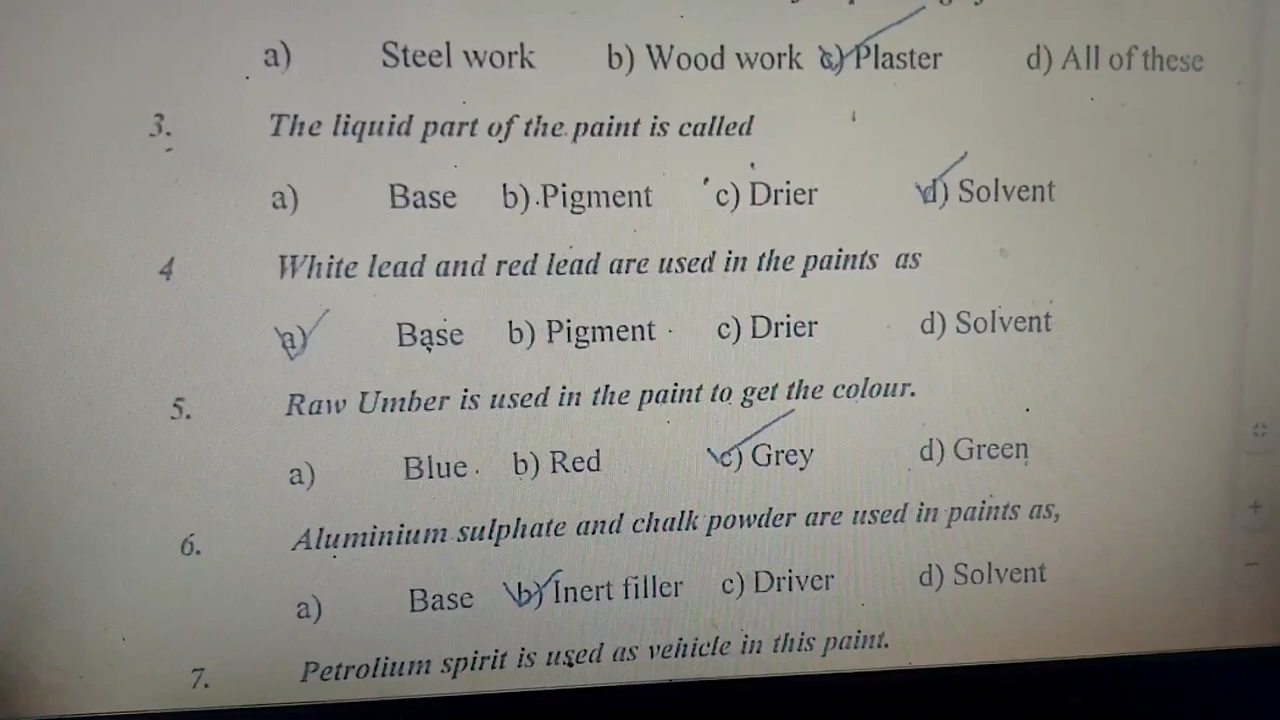 a) Steel work b) Wood work c) Plaster d) All of these
3. The liquid part of the paint is called
a) Base b) Pigment c) Drier d) Solvent
4 White lead and red lead are used in the paints as
a) Base b) Pigment c) Drier d) Solvent
5. Raw Umber is used in the paint to get the colour.
a) Blue b) Red c) Grey d) Green
6. Aluminium sulphate and chalk powder are used in paints as,
a) Base b) Inert filler c) Driver d) Solvent
7. Petrolium spirit is used as vehicle in this paint.